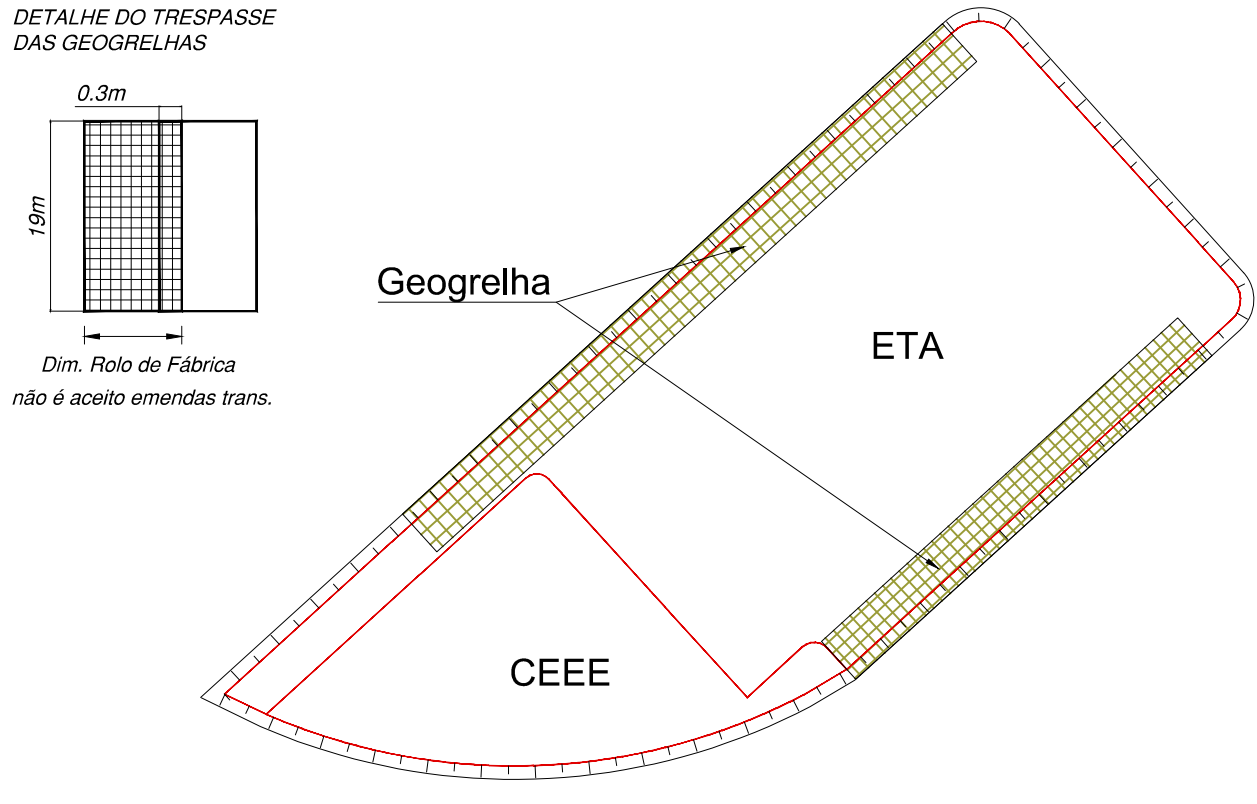 DETALHE DO TRESPASSE
DAS GEOGRELHAS
0.3m
19m
Dim. Rolo de Fábrica
não é aceito emendas trans.
Geogrelha
ETA
CEEE